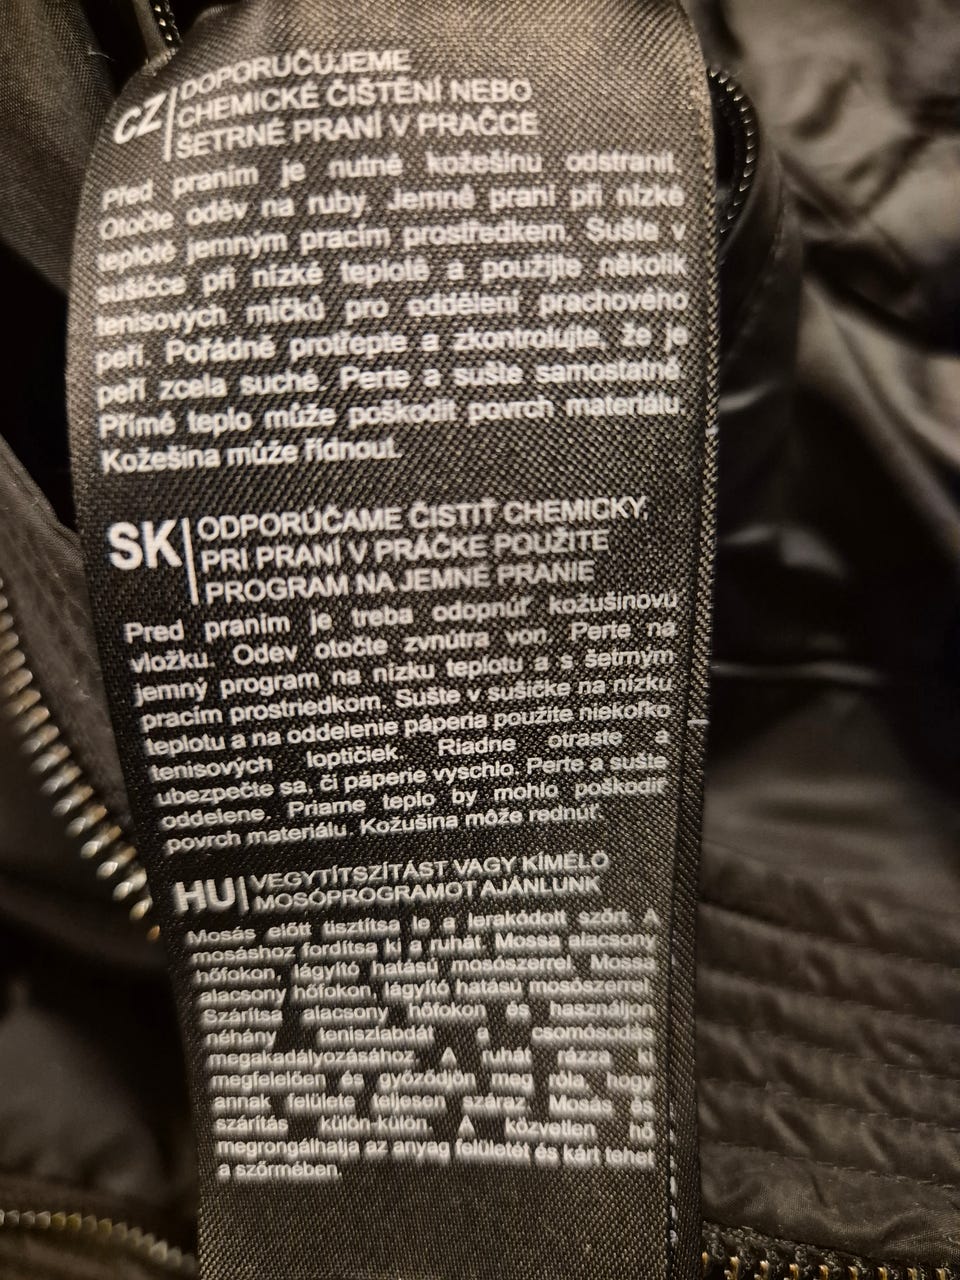 CZ DOPORUČUJEME
CHEMICKÉ ČIŠTĚNÍ NEBO
ŠETRNÉ PRANÍ V PRAČCE
Před praním je nutné kožešinu odstranit.
Otočte oděv na ruby. Jemné praní při nízké
teplotě jemným pracím prostředkem. Sušte v
sušičce při nízké teplotě a použijte několik
tenisových míčků pro oddělení prachového
peří. Pořádně protřepte a zkontrolujte, že je
peří zcela suché. Perte a sušte samostatně.
Přímé teplo může poškodit povrch materiálu.
Kožešina může řídnout.
SK ODPORÚČAME ČISTIŤ CHEMICKY,
PRI PRANÍ V PRÁČKE POUŽITE
PROGRAM NA JEMNÉ PRANIE
Pred praním je treba odopnúť kožušinovú
vložku. Odev otočte zvnútra von. Perte na
jemný program na nízku teplotu a s šetrným
pracím prostriedkom. Sušte v sušičke na nízku
teplotu a na oddelenie páperia použite niekoľko
tenisových loptičiek. Riadne otraste a
ubezpečte sa, či páperie vyschlo. Perte a sušte
oddelene. Priame teplo by mohlo poškodiť
povrch materiálu. Kožušina môže rednúť.
HU VEGYTÍTSZÍTÁST VAGY KÍMÉLŐ
MOSÓPROGRAMOT AJÁNLUNK
Mosás előtt tisztítsa le a lerakódott szőrt. A
mosáshoz fordítsa ki a ruhát. Mossa alacsony
hőfokon, lágyító hatású mosószerrel. Mossa
alacsony hőfokon, lágyító hatású mosószerrel.
Szárítsa alacsony hőfokon és használjon
néhány teniszlabdát a csomósodás
megakadályozásához. A ruhát rázza ki
megfelelően és győződjön meg róla, hogy
annak felülete teljesen száraz. Mosás és
szárítás külön-külön. A közvetlen hő
megrongálhatja az anyag felületét és kárt tehet
a szőrmében.